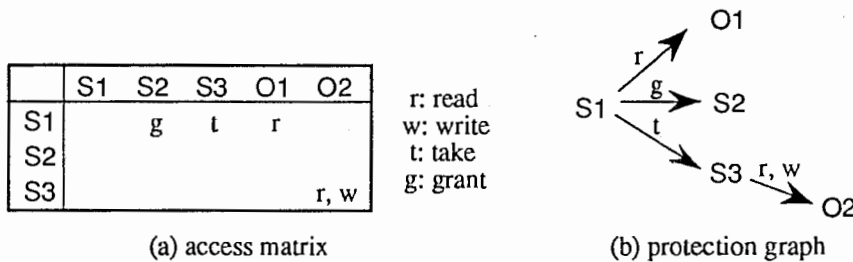 S1 S2 S3 O1 O2
S1 g t r
S2
S3 r, w
(a) access matrix
r: read
w: write
t: take
g: grant
O1
r
S1 g S2
t
S3 r, w
O2
(b) protection graph